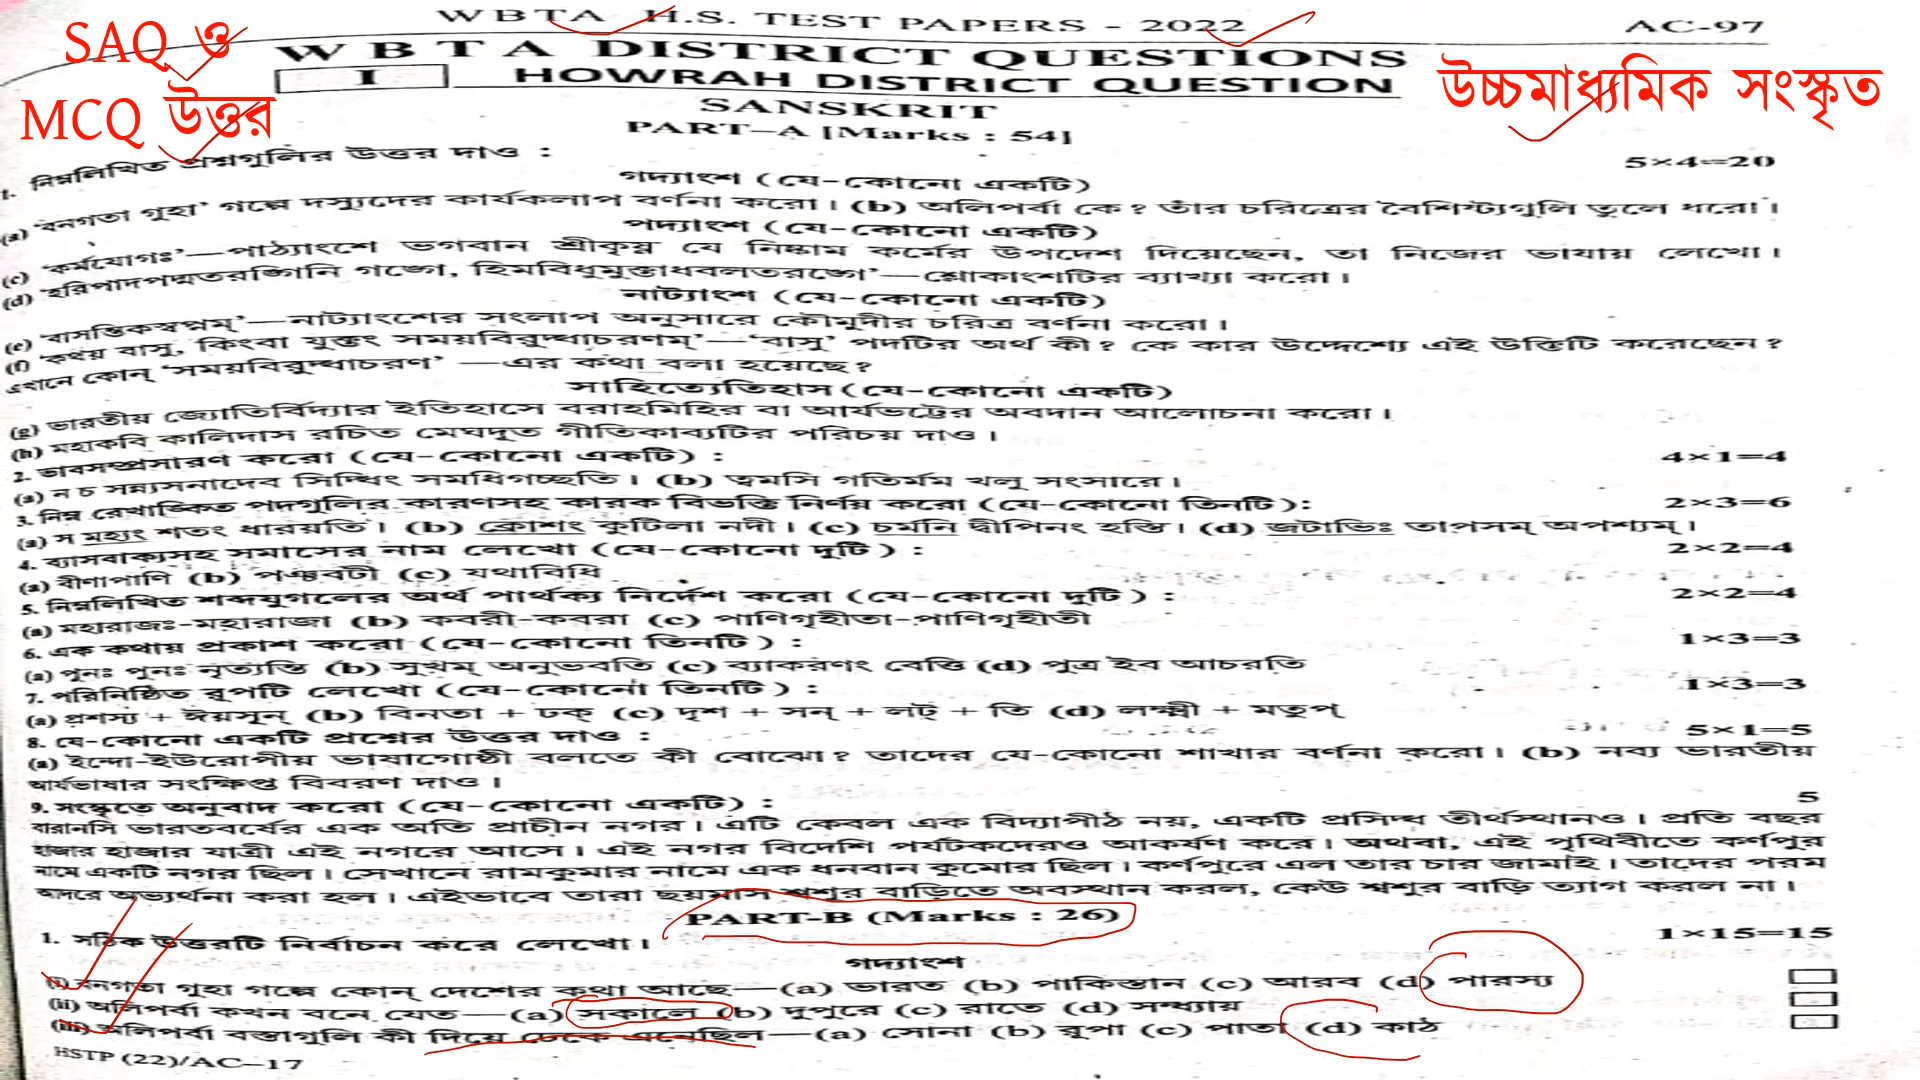 WBTA H.S. TEST PAPERS - 2022 AC-97
SAQ ও
MCQ উত্তর
উচ্চমাধ্যমিক সংস্কৃত
WBTA DISTRICT QUESTIONS
I HOWRAH DISTRICT QUESTION
SANSKRIT
PART–A [Marks : 54]
1. নিম্নলিখিত প্রশ্নগুলির উত্তর দাও : 5×4=20
গদ্যাংশ (যে-কোনো একটি)
(a) 'বনগতা গুহা' গল্পে দস্যুদের কার্যকলাপ বর্ণনা করো। (b) অলিপর্বা কে? তাঁর চরিত্রের বৈশিস্ট্যগুলি তুলে ধরো।
পদ্যাংশ (যে-কোনো একটি)
(c) 'কর্মযোগঃ'—পাঠ্যাংশে ভগবান শ্রীকৃষ্ণ যে নিষ্কাম কর্মের উপদেশ দিয়েছেন, তা নিজের ভাষায় লেখো।
(d) 'হরিপাদপদ্মতরঙ্গিনি গঙ্গে, হিমবিধুমুক্তাধবলতরঙ্গে'—শ্লোকাংশটির ব্যাখ্যা করো।
নাট্যাংশ (যে-কোনো একটি)
(e) 'বাসন্তিকস্বপ্নম্'—নাট্যাংশের সংলাপ অনুসারে কৌমুদীর চরিত্র বর্ণনা করো।
(f) 'কথয় বাসু, কিংবা যুক্তং সময়বিরুদ্ধাচরণম্'—'বাসু' পদটির অর্থ কী? কে কার উদ্দেশ্যে এই উক্তিটি করেছেন?
এখানে কোন্ 'সময়বিরুদ্ধাচরণ' —এর কথা বলা হয়েছে?
সাহিত্যেতিহাস (যে-কোনো একটি)
(g) ভারতীয় জ্যোতির্বিদ্যার ইতিহাসে বরাহমিহির বা আর্যভট্টের অবদান আলোচনা করো।
(h) মহাকবি কালিদাস রচিত মেঘদূত গীতিকাব্যটির পরিচয় দাও।
2. ভাবসম্প্রসারণ করো (যে-কোনো একটি) : 4×1=4
(a) ন চ সন্ন্যসনাদেব সিদ্ধিং সমধিগচ্ছতি। (b) ত্বমসি গতির্মম খলু সংসারে।
3. নিম্ন রেখাঙ্কিত পদগুলির কারণসহ কারক বিভক্তি নির্ণয় করো (যে-কোনো তিনটি): 2×3=6
(a) স মহ্যং শতং ধারয়তি। (b) ক্রোশং কুটিলা নদী। (c) চর্মনি দ্বীপিনং হন্তি। (d) জটাভিঃ তাপসম্ অপশ্যম্।
4. ব্যাসবাক্যসহ সমাসের নাম লেখো (যে-কোনো দুটি) : 2×2=4
(a) বীণাপাণি (b) পঞ্চবটী (c) যথাবিধি
5. নিম্নলিখিত শব্দযুগলের অর্থ পার্থক্য নির্দেশ করো (যে-কোনো দুটি) : 2×2=4
(a) মহারাজঃ-মহারাজা (b) কবরী-কবরা (c) পাণিগৃহীতা-পাণিগৃহীতী
6. এক কথায় প্রকাশ করো (যে-কোনো তিনটি) : 1×3=3
(a) পুনঃ পুনঃ নৃত্যন্তি (b) সুখম্ অনুভবতি (c) ব্যাকরণং বেত্তি (d) পুত্র ইব আচরতি
7. পরিনিষ্ঠিত রূপটি লেখো (যে-কোনো তিনটি) : 1×3=3
(a) প্রশস্য + ঈয়সুন্ (b) বিনতা + ঢক্ (c) দৃশ + সন্ + লট্ + তি (d) লক্ষ্মী + মতুপ্
8. যে-কোনো একটি প্রশ্নের উত্তর দাও : 5×1=5
(a) ইন্দো-ইউরোপীয় ভাষাগোষ্ঠী বলতে কী বোঝো? তাদের যে-কোনো শাখার বর্ণনা করো। (b) নব্য ভারতীয়
আর্যভাষার সংক্ষিপ্ত বিবরণ দাও।
9. সংস্কৃতে অনুবাদ করো (যে-কোনো একটি) : 5
বারানসি ভারতবর্ষের এক অতি প্রাচীন নগর। এটি কেবল এক বিদ্যাপীঠ নয়, একটি প্রসিদ্ধ তীর্থস্থানও। প্রতি বছর
হাজার হাজার যাত্রী এই নগরে আসে। এই নগর বিদেশি পর্যটকদেরও আকর্ষণ করে। অথবা, এই পৃথিবীতে কর্ণপুর
নামে একটি নগর ছিল। সেখানে রামকুমার নামে এক ধনবান কুমোর ছিল। কর্ণপুরে এল তার চার জামাই। তাদের পরম
আদরে অভ্যর্থনা করা হল। এইভাবে তারা ছয়মাস শ্বশুর বাড়িতে অবস্থান করল, কেউ শ্বশুর বাড়ি ত্যাগ করল না।
PART-B (Marks : 26)
1. সঠিক উত্তরটি নির্বাচন করে লেখো। 1×15=15
গদ্যাংশ
(i) বনগতা গুহা গল্পে কোন্ দেশের কথা আছে—(a) ভারত (b) পাকিস্তান (c) আরব (d) পারস্য
(ii) অলিপর্বা কখন বনে যেত—(a) সকালে (b) দুপুরে (c) রাতে (d) সন্ধ্যায়
(iii) অলিপর্বা বস্তাগুলি কী দিয়ে ঢেকে এনেছিল—(a) সোনা (b) রূপা (c) পাতা (d) কাঠ
HSTP (22)/AC–17